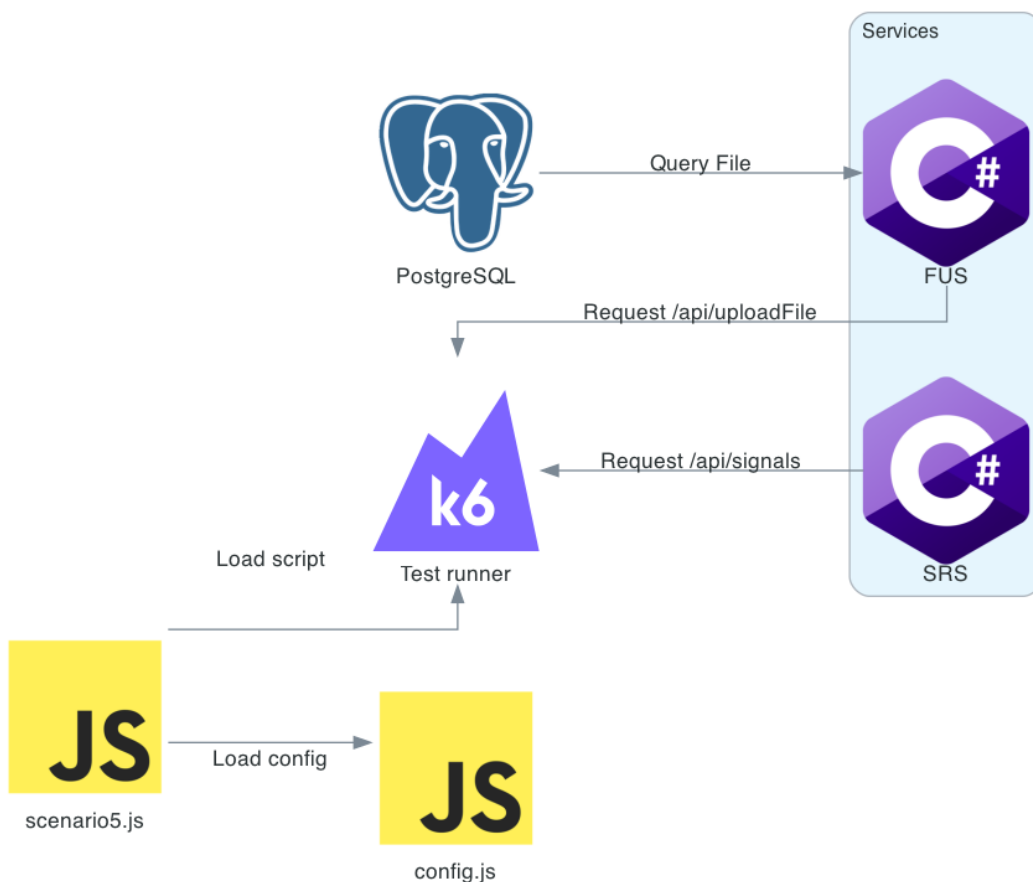 Services
Query File
C#
PostgreSQL
FUS
Request /api/uploadFile
Request /api/signals
k6
C#
Load script
Test runner
SRS
JS
Load config
JS
scenario5.js
config.js